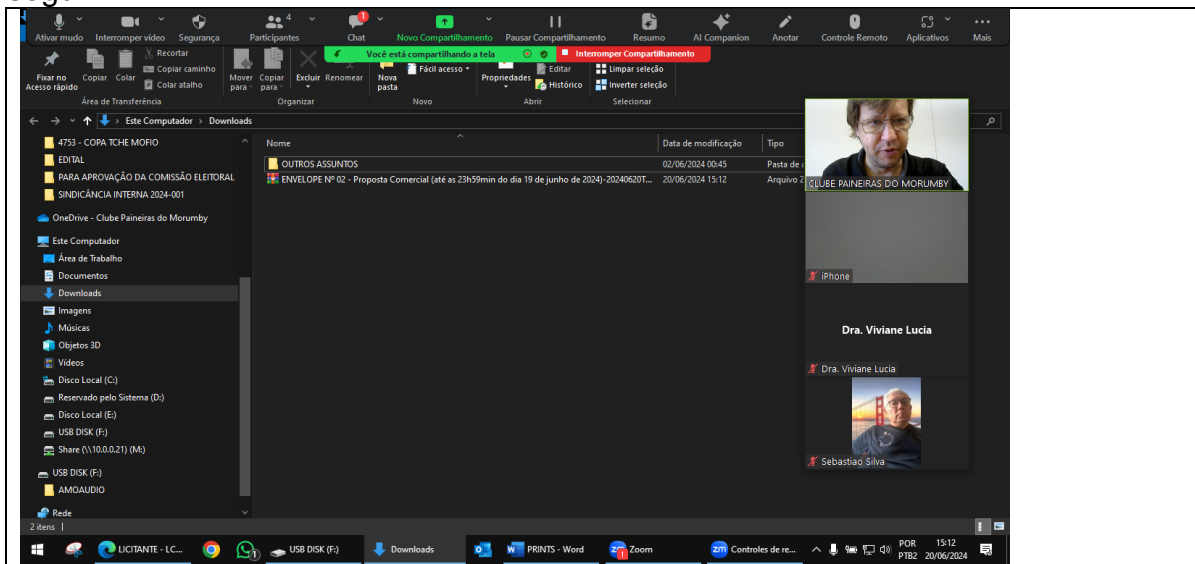 Ativar mudo Interromper vídeo Segurança Participantes 4 Chat 1 Novo Compartilhamento Pausar Compartilhamento Resumo AI Companion Anotar Controle Remoto Aplicativos Mais
Você está compartilhando a tela Interromper Compartilhamento
Fixar no Acesso rápido
Copiar
Colar
Recortar
Copiar caminho
Colar atalho
Mover para
Copiar para
Excluir
Renomear
Nova pasta
Fácil acesso
Propriedades
Editar
Histórico
Limpar seleção
Inverter seleção
Área de Transferência Organizar Novo Abrir Selecionar
Este Computador > Downloads
4753 - COPA TCHE MOFIO
EDITAL
PARA APROVAÇÃO DA COMISSÃO ELEITORAL
SINDICÂNCIA INTERNA 2024-001
OneDrive - Clube Paineiras do Morumby
Este Computador
Área de Trabalho
Documentos
Downloads
Imagens
Músicas
Objetos 3D
Vídeos
Disco Local (C:)
Reservado pelo Sistema (D:)
Disco Local (E:)
USB DISK (F:)
Share (\\10.0.0.21) (M:)
USB DISK (F:)
AMOAUDIO
Rede
Nome Data de modificação Tipo
OUTROS ASSUNTOS 02/06/2024 00:45 Pasta de
ENVELOPE Nº 02 - Proposta Comercial (até as 23h59min do dia 19 de junho de 2024)-20240620T... 20/06/2024 15:12 Arquivo
CLUBE PAINEIRAS DO MORUMBY
iPhone
Dra. Viviane Lucia
Dra. Viviane Lucia
Sebastiao Silva
2 itens
LICITANTE - LC... 1 USB DISK (F:) Downloads PRINTS - Word Zoom Controles de re... POR 15:12
PTB2 20/06/2024